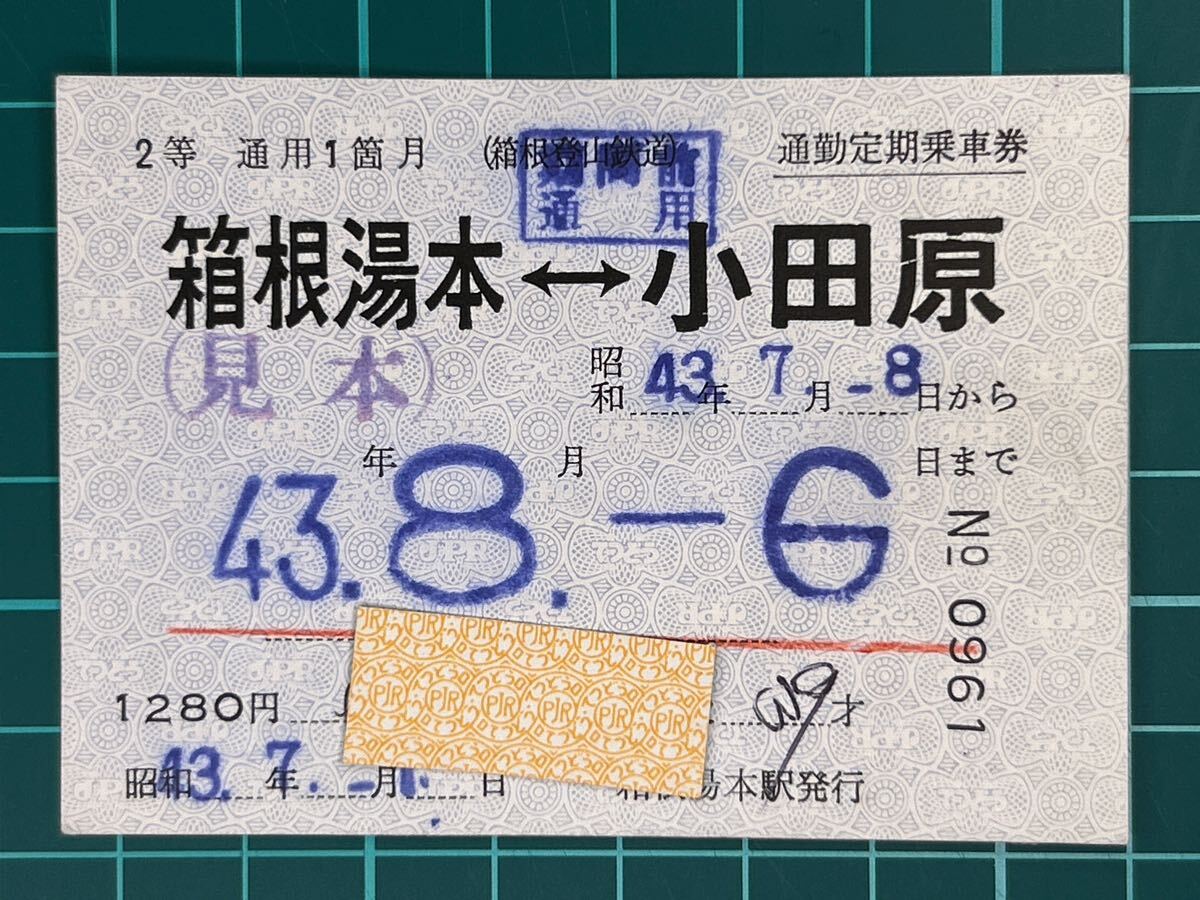 2等 通用1箇月 (箱根登山鉄道) 通勤定期乗車券
通 用
箱根湯本↔小田原
(見本)
昭和 43.年 7.月 -8日から
43.年 8.月 -6日まで
№ 0961
1280円 才
昭和 43.年 7.月 日 湯本駅発行